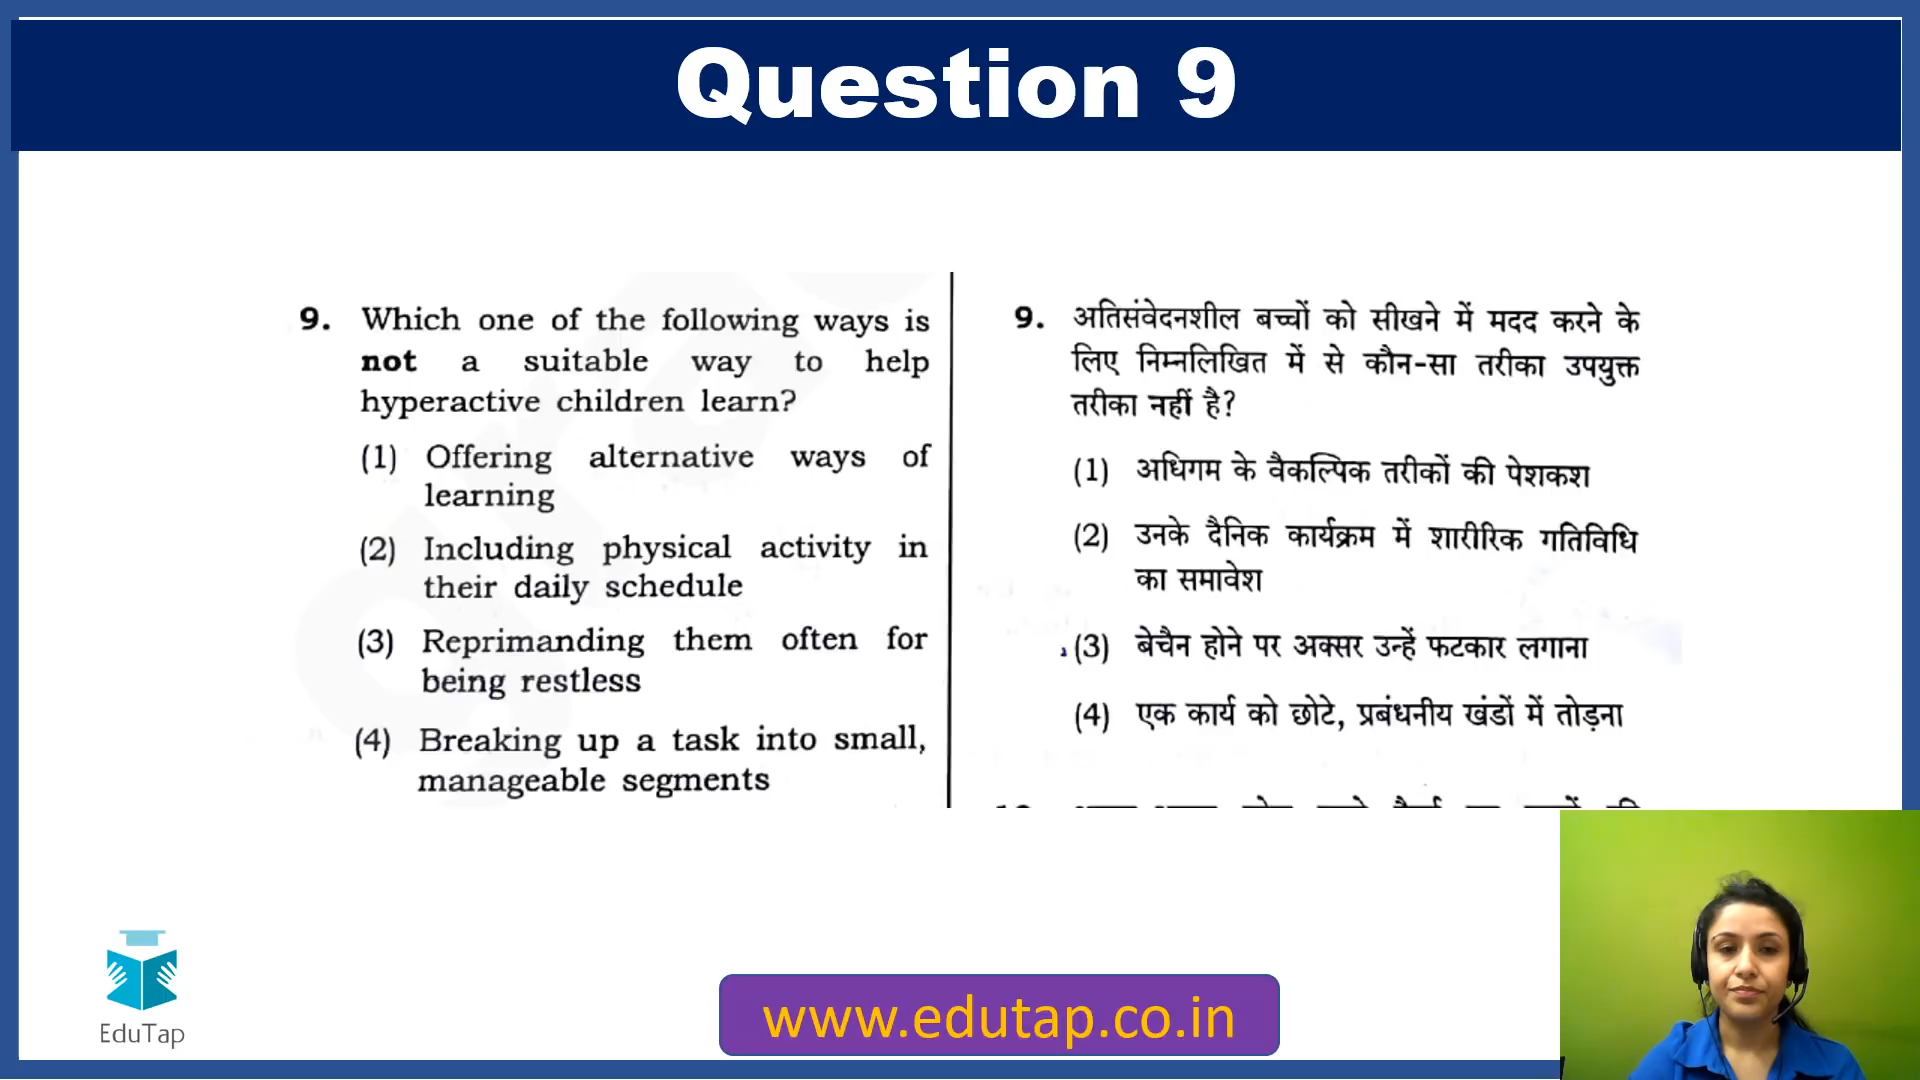 Question 9
9. Which one of the following ways is
not a suitable way to help
hyperactive children learn?
(1) Offering alternative ways of
learning
(2) Including physical activity in
their daily schedule
(3) Reprimanding them often for
being restless
(4) Breaking up a task into small,
manageable segments
9. अतिसंवेदनशील बच्चों को सीखने में मदद करने के
लिए निम्नलिखित में से कौन-सा तरीका उपयुक्त
तरीका नहीं है?
(1) अधिगम के वैकल्पिक तरीकों की पेशकश
(2) उनके दैनिक कार्यक्रम में शारीरिक गतिविधि
का समावेश
(3) बेचैन होने पर अक्सर उन्हें फटकार लगाना
(4) एक कार्य को छोटे, प्रबंधनीय खंडों में तोड़ना
EduTap
www.edutap.co.in